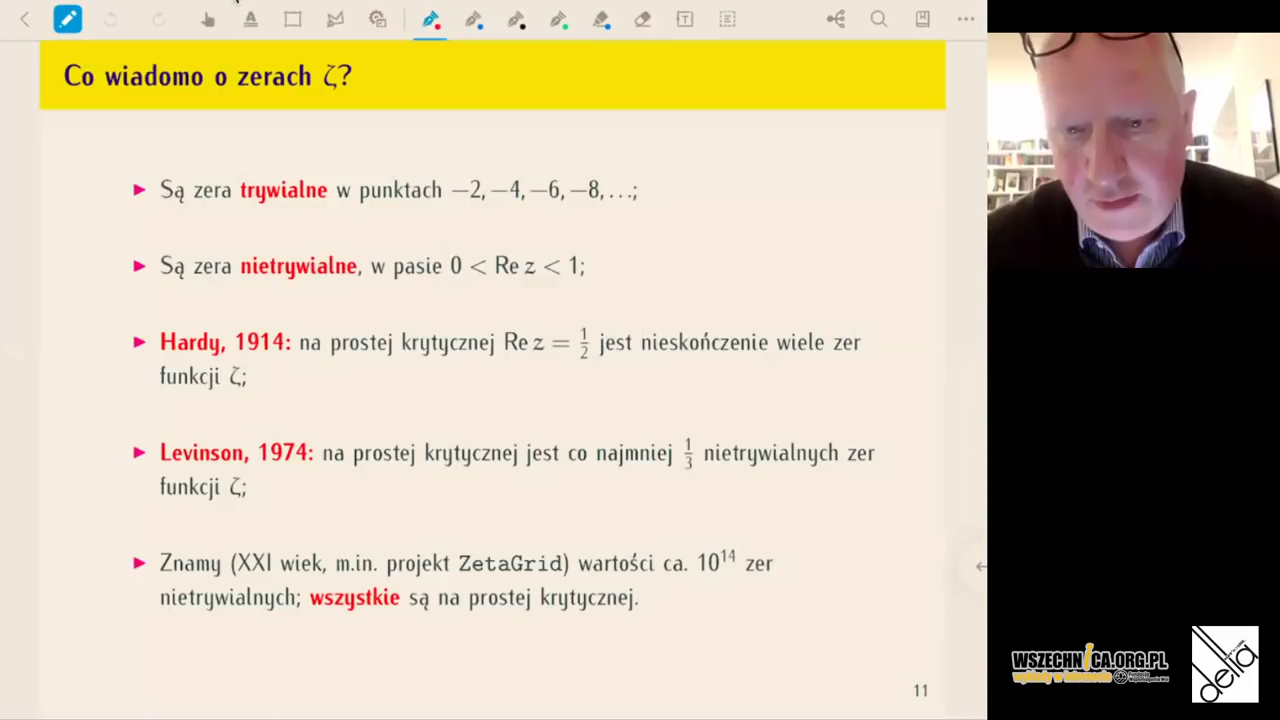 Co wiadomo o zerach ζ?
Są zera trywialne w punktach −2, −4, −6, −8, …;
Są zera nietrywialne, w pasie 0 < Re z < 1;
Hardy, 1914: na prostej krytycznej Re z = 1/2 jest nieskończenie wiele zer
funkcji ζ;
Levinson, 1974: na prostej krytycznej jest co najmniej 1/3 nietrywialnych zer
funkcji ζ;
Znamy (XXI wiek, m.in. projekt ZetaGrid) wartości ca. 10¹⁴ zer
nietrywialnych; wszystkie są na prostej krytycznej.
11
WSZECHNICA.ORG.PL
wykłady w internecie
delta